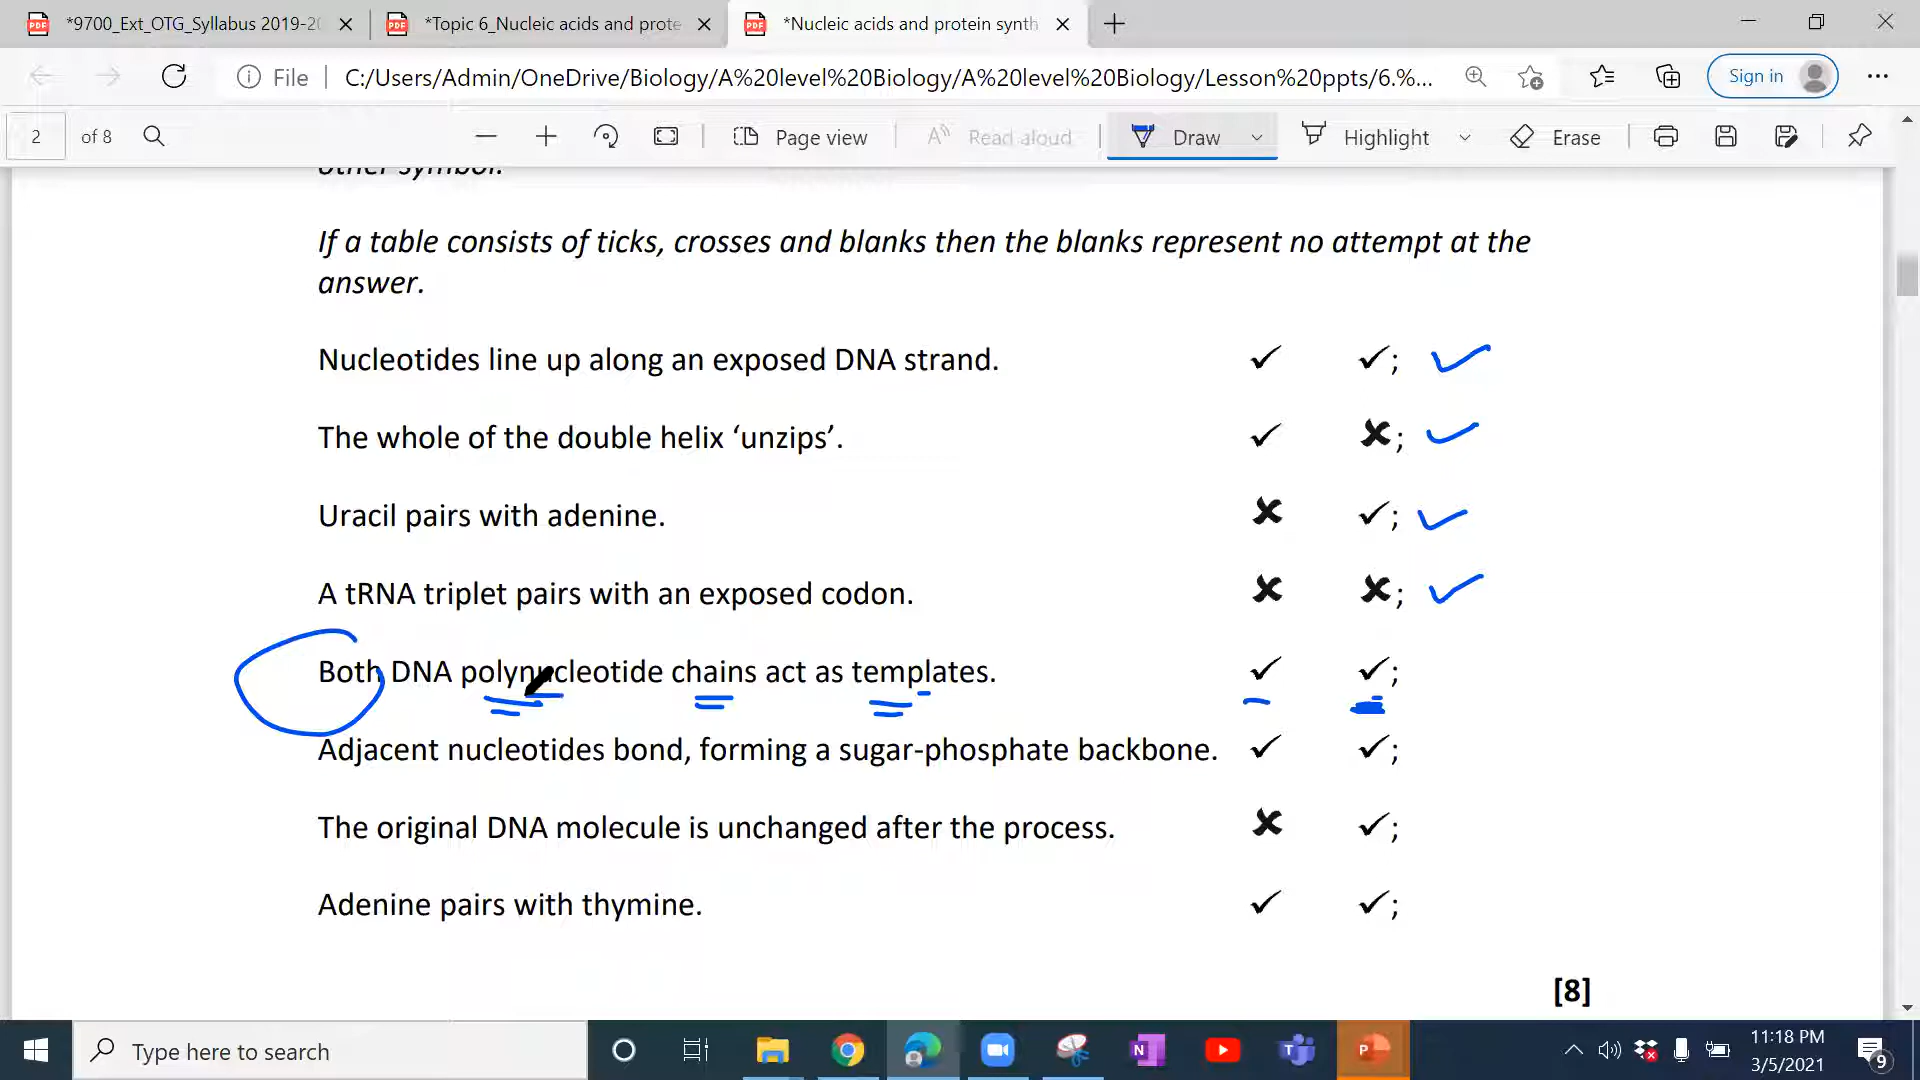 *9700_Ext_OTG_Syllabus 2019-20
*Topic 6_Nucleic acids and prote
*Nucleic acids and protein synth
File
C:/Users/Admin/OneDrive/Biology/A%20level%20Biology/A%20level%20Biology/Lesson%20ppts/6.%...
Sign in
2 of 8
Page view
Read aloud
Draw
Highlight
Erase
other symbol.
If a table consists of ticks, crosses and blanks then the blanks represent no attempt at the
answer.
Nucleotides line up along an exposed DNA strand. ✓ ✓;
The whole of the double helix ‘unzips’. ✓ ✗;
Uracil pairs with adenine. ✗ ✓;
A tRNA triplet pairs with an exposed codon. ✗ ✗;
Both DNA polynucleotide chains act as templates. ✓ ✓;
Adjacent nucleotides bond, forming a sugar-phosphate backbone. ✓ ✓;
The original DNA molecule is unchanged after the process. ✗ ✓;
Adenine pairs with thymine. ✓ ✓;
[8]
Type here to search
11:18 PM
3/5/2021
9